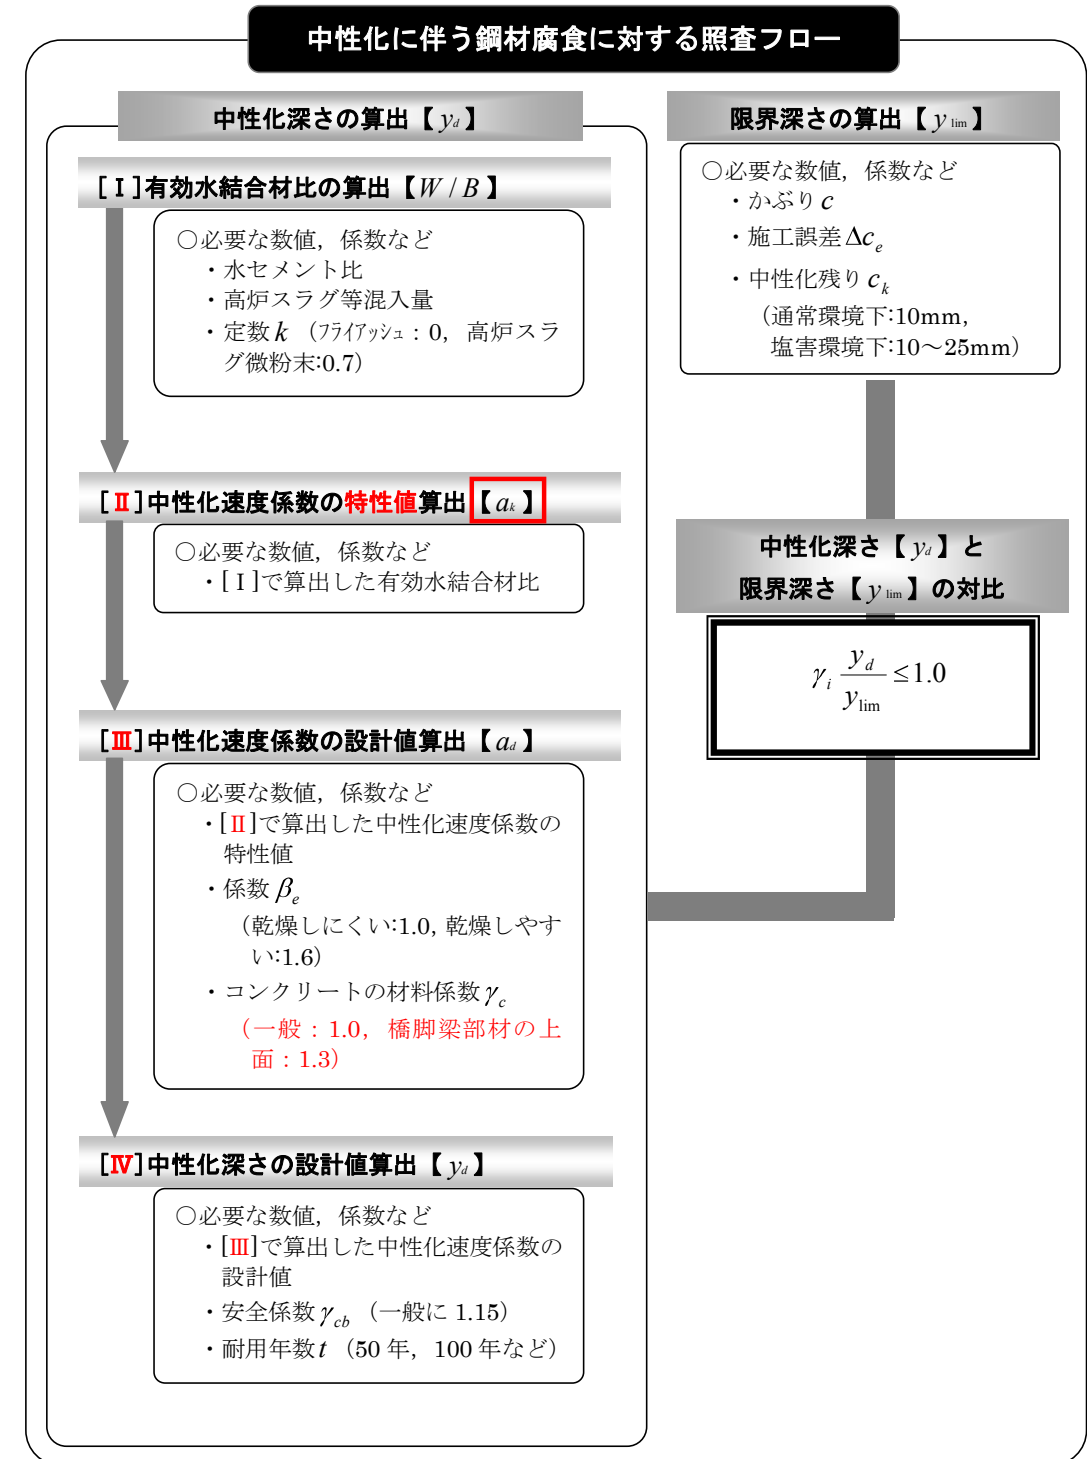 中性化に伴う鋼材腐食に対する照査フロー
中性化深さの算出【yd】
[Ⅰ]有効水結合材比の算出【W / B】
○必要な数値，係数など
・水セメント比
・高炉スラグ等混入量
・定数k（フライアッシュ：0，高炉スラ
グ微粉末:0.7）
[Ⅱ]中性化速度係数の特性値算出【ak】
○必要な数値，係数など
・[Ⅰ]で算出した有効水結合材比
[Ⅲ]中性化速度係数の設計値算出【ad】
○必要な数値，係数など
・[Ⅱ]で算出した中性化速度係数の
特性値
・係数βe
（乾燥しにくい:1.0，乾燥しやす
い:1.6）
・コンクリートの材料係数γc
（一般：1.0，橋脚梁部材の上
面：1.3）
[Ⅳ]中性化深さの設計値算出【yd】
○必要な数値，係数など
・[Ⅲ]で算出した中性化速度係数の
設計値
・安全係数γcb（一般に 1.15）
・耐用年数t（50 年，100 年など）
限界深さの算出【y lim】
○必要な数値，係数など
・かぶりc
・施工誤差Δce
・中性化残りck
（通常環境下:10mm，
塩害環境下:10～25mm）
中性化深さ【yd】と
限界深さ【y lim】の対比
γi yd / ylim ≤1.0